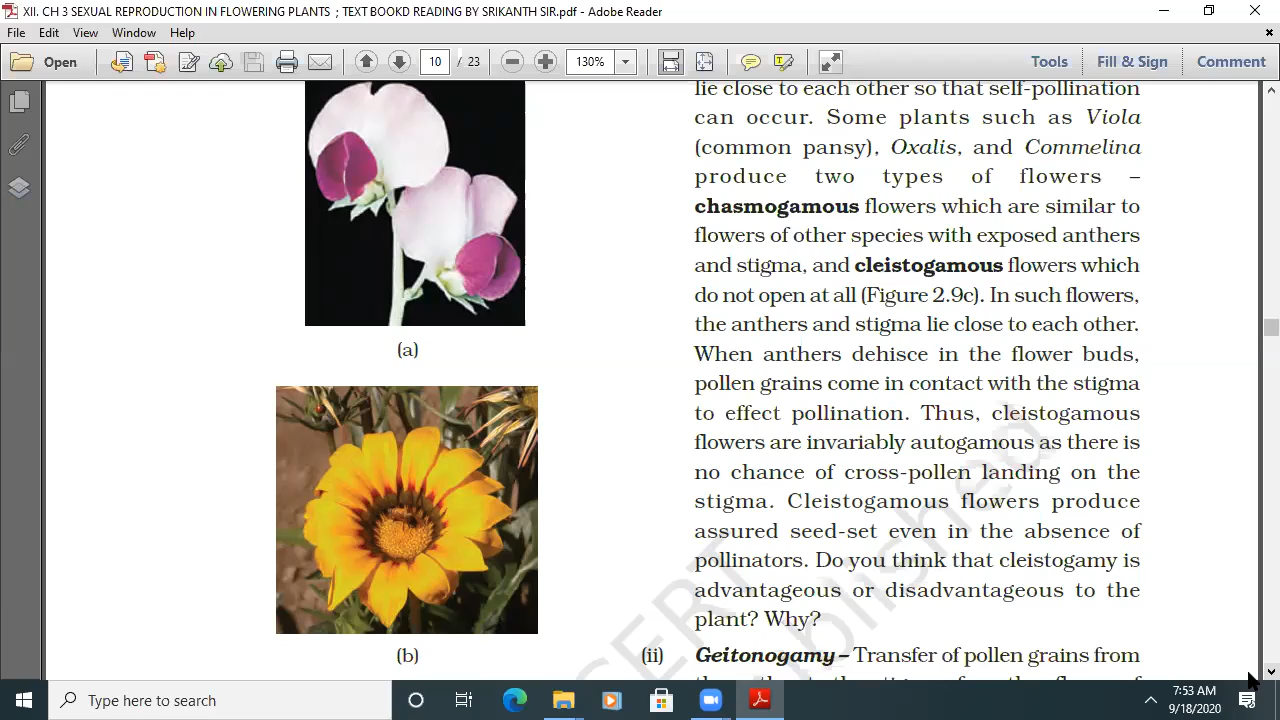 XII. CH 3 SEXUAL REPRODUCTION IN FLOWERING PLANTS ; TEXT BOOKD READING BY SRIKANTH SIR.pdf - Adobe Reader
File Edit View Window Help
Open
10 / 23
130%
Tools
Fill & Sign
Comment
lie close to each other so that self-pollination
can occur. Some plants such as Viola
(common pansy), Oxalis, and Commelina
produce two types of flowers –
chasmogamous flowers which are similar to
flowers of other species with exposed anthers
and stigma, and cleistogamous flowers which
do not open at all (Figure 2.9c). In such flowers,
the anthers and stigma lie close to each other.
When anthers dehisce in the flower buds,
pollen grains come in contact with the stigma
to effect pollination. Thus, cleistogamous
flowers are invariably autogamous as there is
no chance of cross-pollen landing on the
stigma. Cleistogamous flowers produce
assured seed-set even in the absence of
pollinators. Do you think that cleistogamy is
advantageous or disadvantageous to the
plant? Why?
(ii) Geitonogamy – Transfer of pollen grains from
(a)
(b)
Type here to search
7:53 AM
9/18/2020